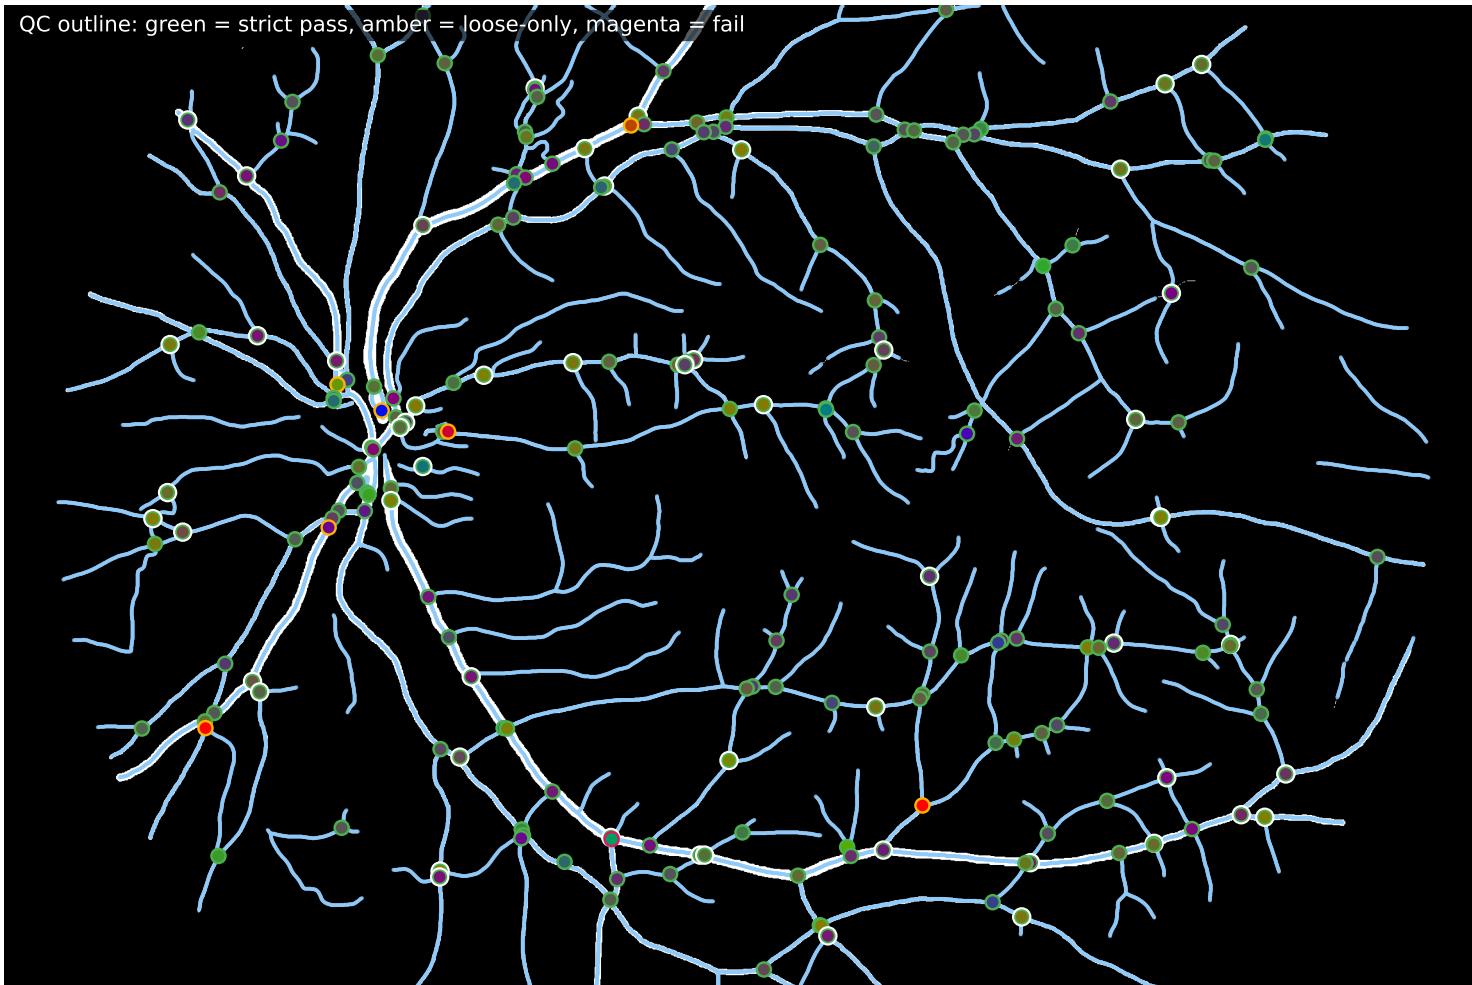 QC outline: green = strict pass, amber = loose-only, magenta = fail